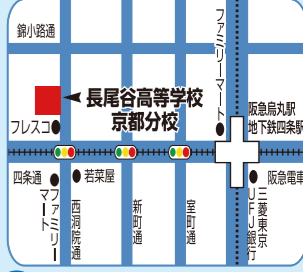 錦小路通
ファミリーマート
長尾谷高等学校
京都分校
フレスコ
阪急烏丸駅
地下鉄四条駅
四条通
ファミリーマート
若菜屋
西洞院通
新町通
室町通
阪急電車
三菱東京
UFJ銀行